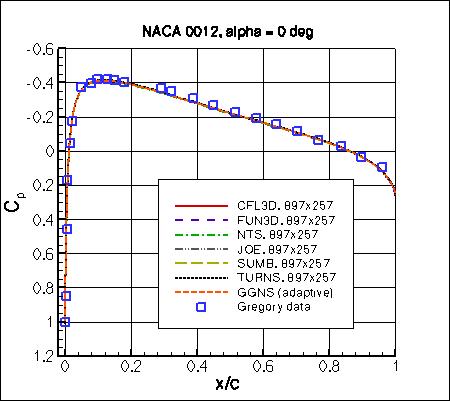 NACA 0012, alpha = 0 deg
-0.6
-0.4
-0.2
0
0.2
0.4
0.6
0.8
1
1.2
Cp
CFL3D, 897x257
FUN3D, 897x257
NTS, 897x257
JOE, 897x257
SUMB, 897x257
TURNS, 897x257
GGNS (adaptive)
Gregory data
0 0.2 0.4 0.6 0.8 1
x/c